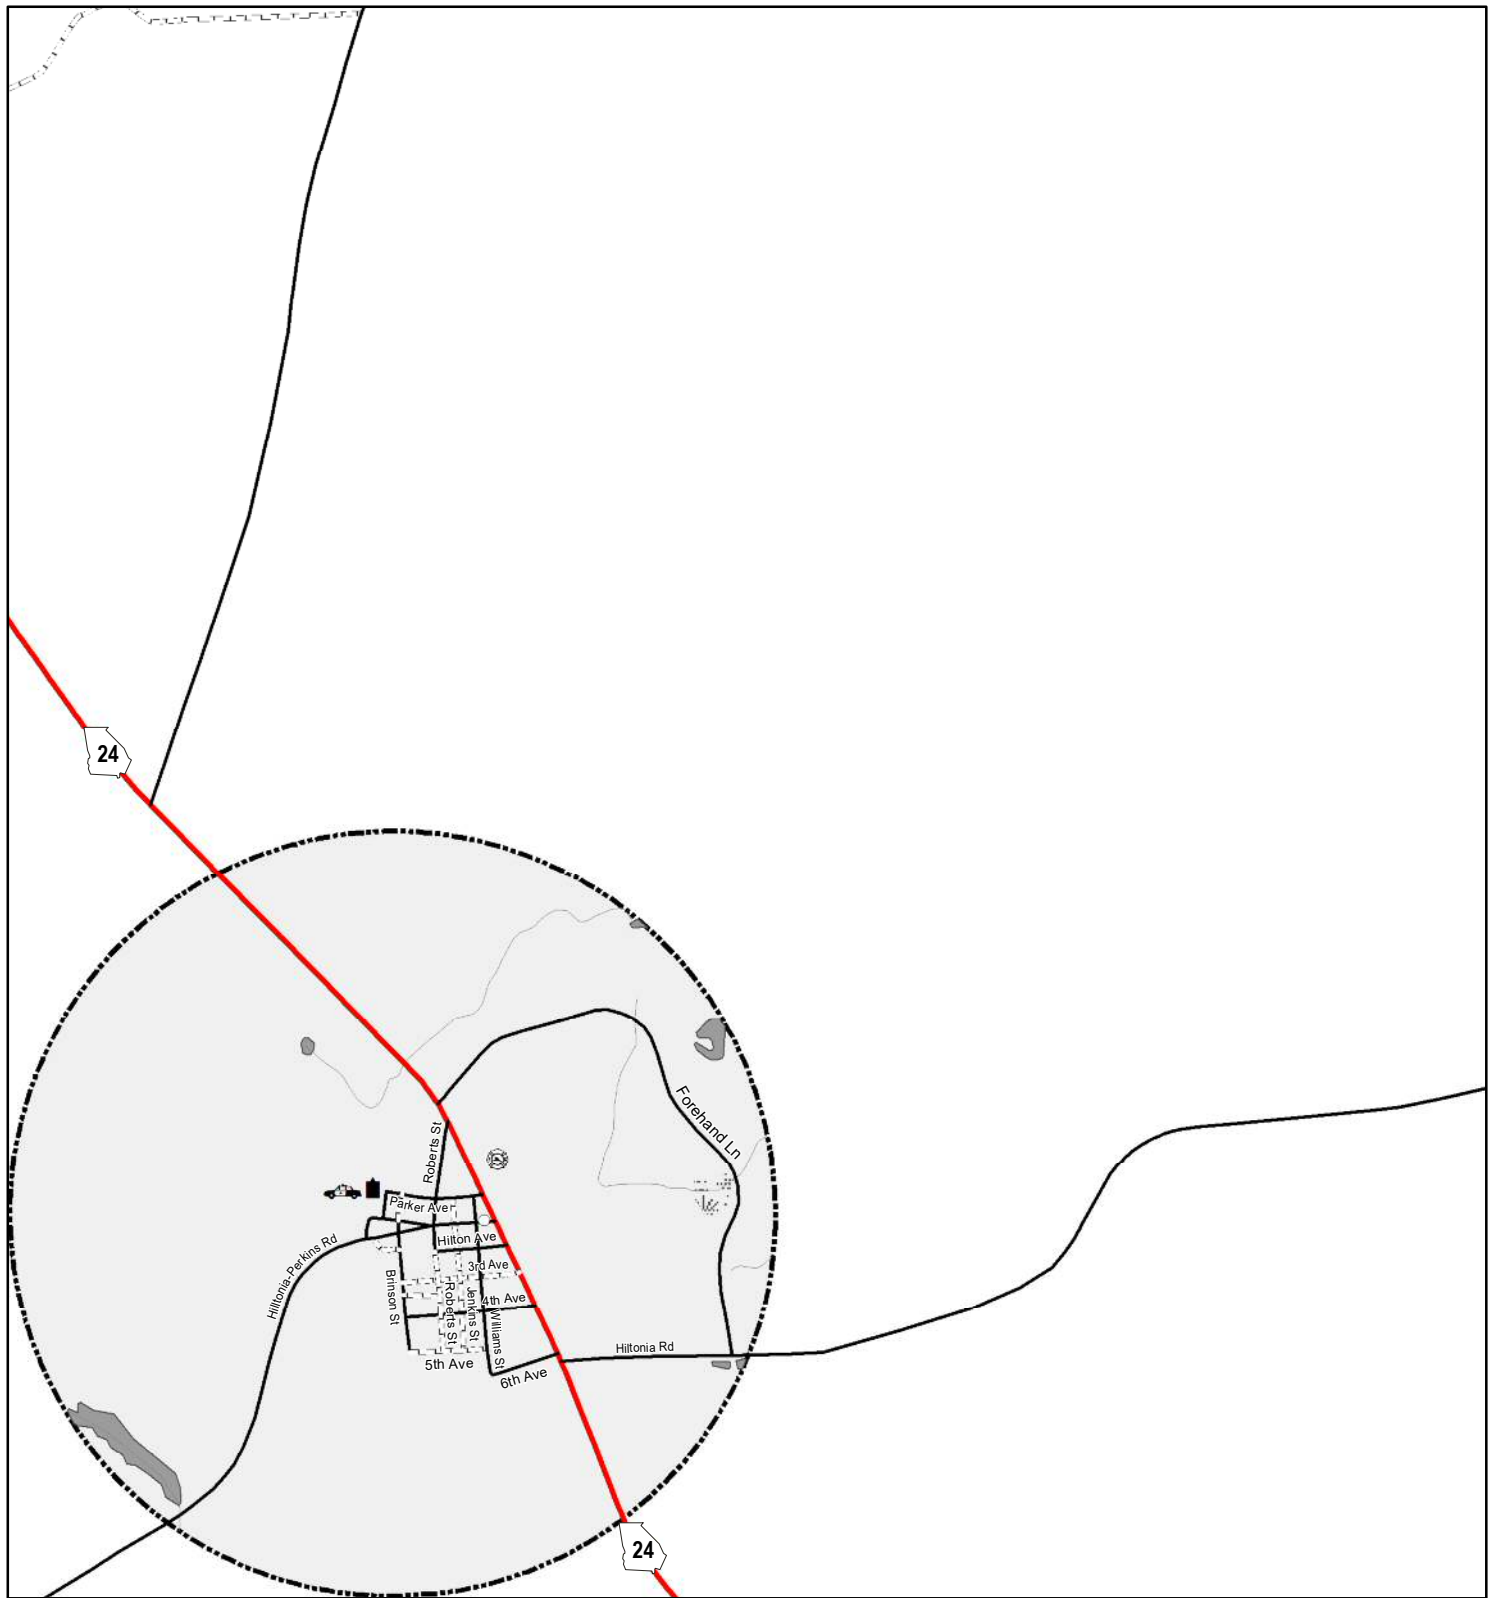 24
Forehand Ln
Roberts St
Parker Ave
Hilton Ave
Hilltonia-Perkins Rd
3rd Ave
Brinson St
Roberts St
Jenkins St
4th Ave
Williams St
Hiltonia Rd
5th Ave
6th Ave
24